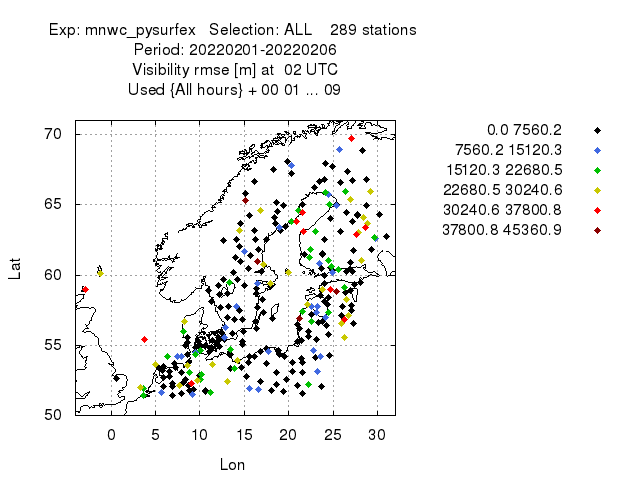 Exp: mnwc_pysurfex   Selection: ALL    289 stations
Period: 20220201-20220206
Visibility rmse [m] at  02 UTC
Used {All hours} + 00 01 ... 09
70
65
60
55
50
Lat
0 5 10 15 20 25 30
Lon
0.0 7560.2
7560.2 15120.3
15120.3 22680.5
22680.5 30240.6
30240.6 37800.8
37800.8 45360.9